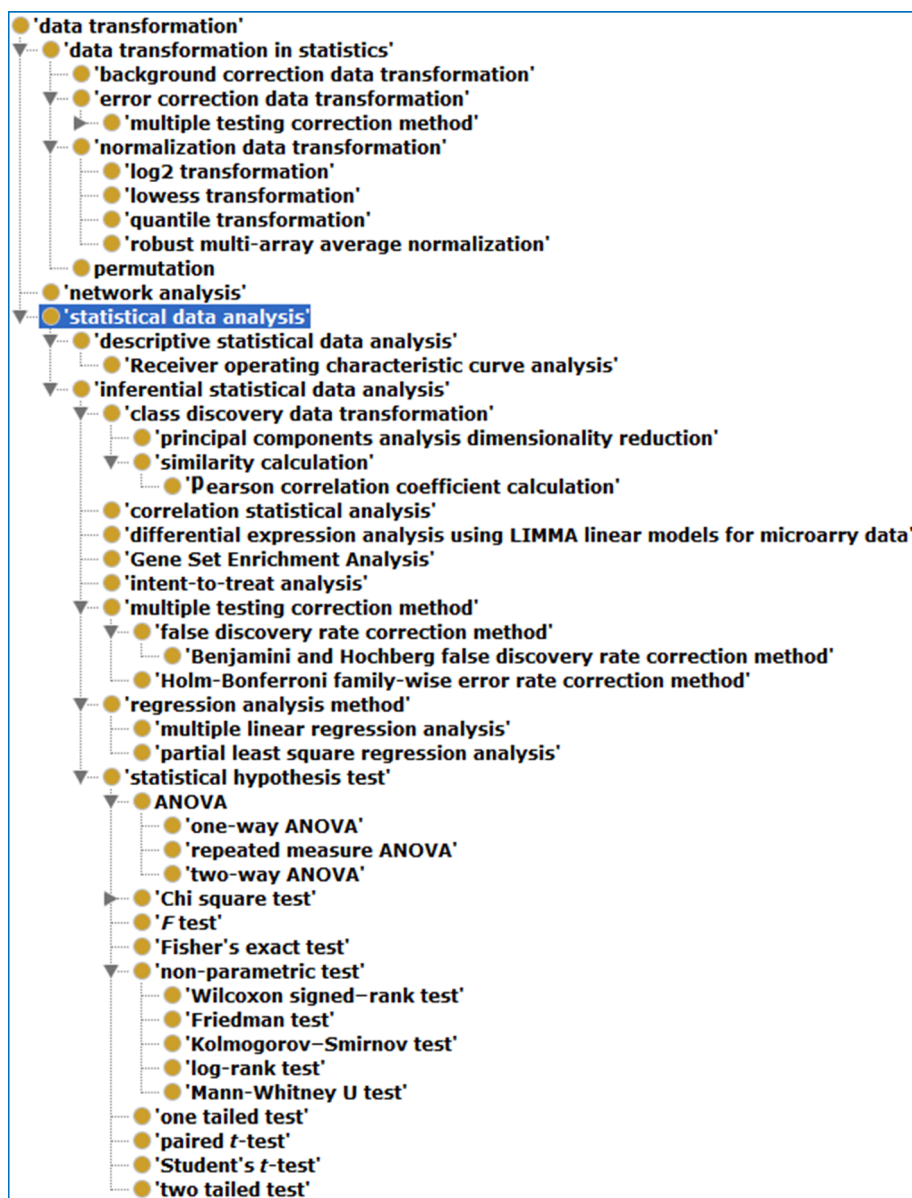 'data transformation'
'data transformation in statistics'
'background correction data transformation'
'error correction data transformation'
'multiple testing correction method'
'normalization data transformation'
'log2 transformation'
'lowess transformation'
'quantile transformation'
'robust multi-array average normalization'
permutation
'network analysis'
'statistical data analysis'
'descriptive statistical data analysis'
'Receiver operating characteristic curve analysis'
'inferential statistical data analysis'
'class discovery data transformation'
'principal components analysis dimensionality reduction'
'similarity calculation'
'Pearson correlation coefficient calculation'
'correlation statistical analysis'
'differential expression analysis using LIMMA linear models for microarry data'
'Gene Set Enrichment Analysis'
'intent-to-treat analysis'
'multiple testing correction method'
'false discovery rate correction method'
'Benjamini and Hochberg false discovery rate correction method'
'Holm-Bonferroni family-wise error rate correction method'
'regression analysis method'
'multiple linear regression analysis'
'partial least square regression analysis'
'statistical hypothesis test'
ANOVA
'one-way ANOVA'
'repeated measure ANOVA'
'two-way ANOVA'
'Chi square test'
'F test'
'Fisher's exact test'
'non-parametric test'
'Wilcoxon signed–rank test'
'Friedman test'
'Kolmogorov–Smirnov test'
'log-rank test'
'Mann-Whitney U test'
'one tailed test'
'paired t-test'
'Student's t-test'
'two tailed test'